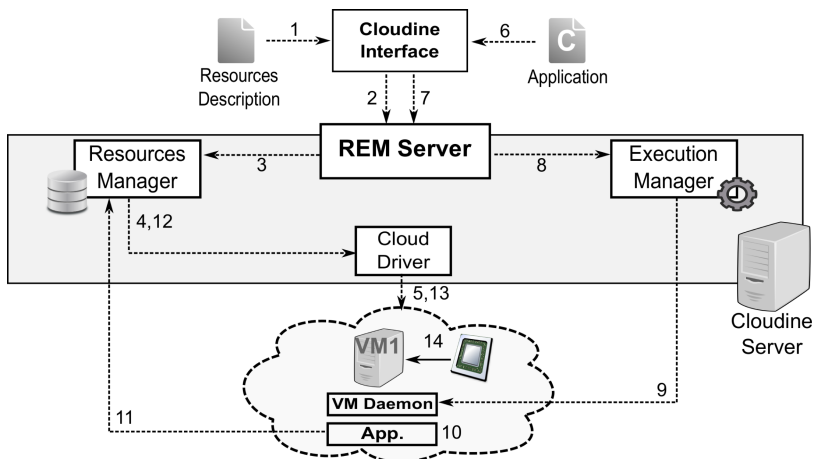 1
Cloudine
Interface
6
C
Resources
Description
Application
2
7
REM Server
Resources
Manager
3
8
Execution
Manager
4,12
Cloud
Driver
5,13
Cloudine
Server
VM1
14
VM Daemon
9
11
App.
10